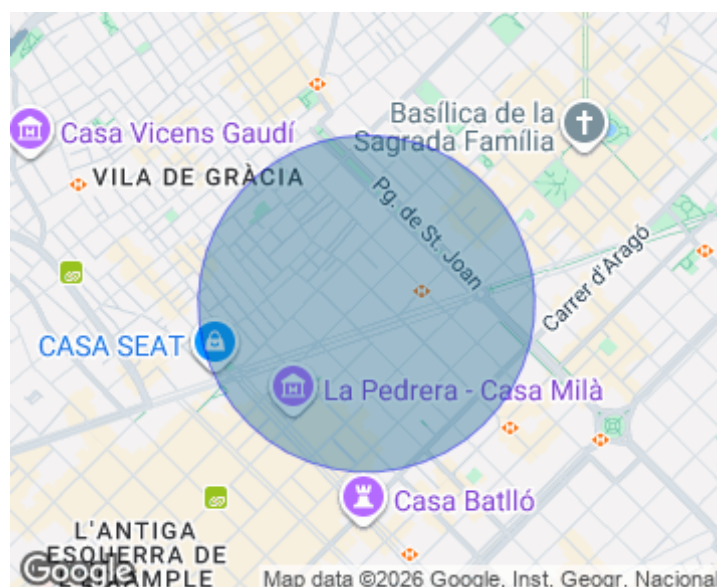 Basílica de la
Sagrada Família
Casa Vicens Gaudí
VILA DE GRÀCIA
Pg. de St. Joan
Carrer d'Aragó
CASA SEAT
La Pedrera - Casa Milà
Casa Batlló
L'ANTIGA
ESQUERRA DE
L'EIXAMPLE
Google
Map data ©2026 Google, Inst. Geogr. Nacional